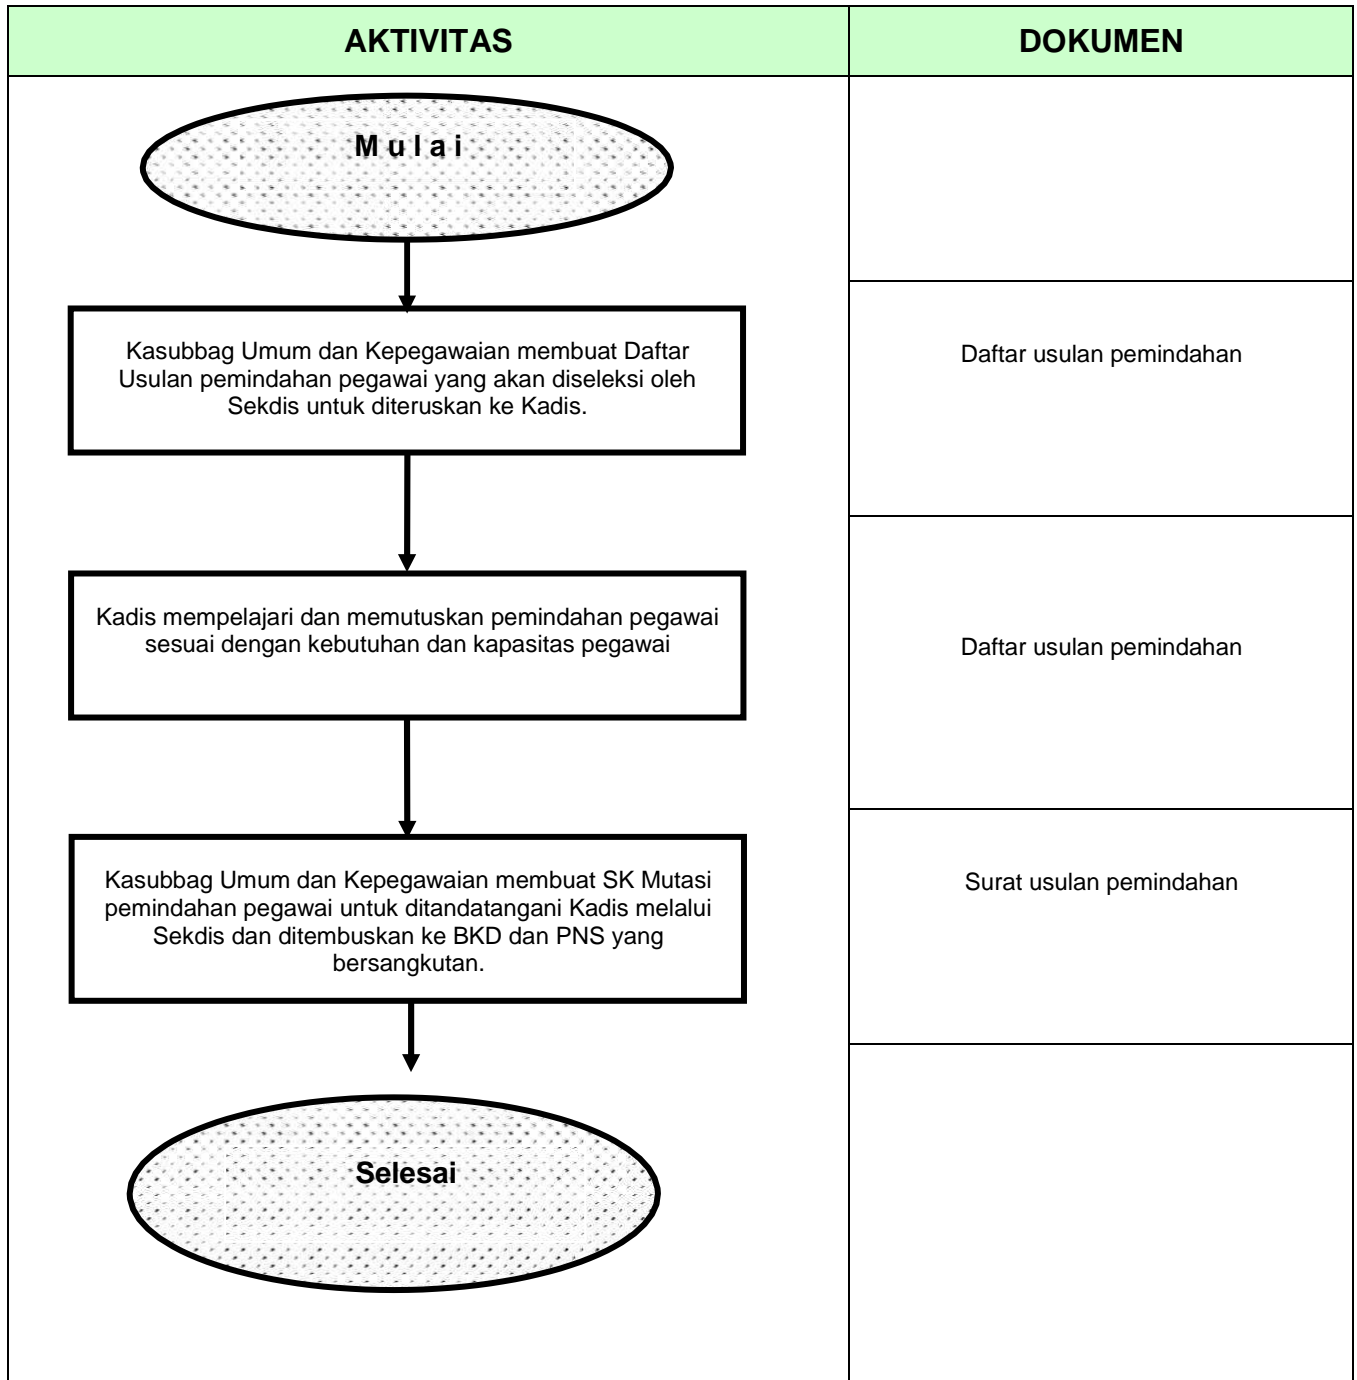 AKTIVITAS
DOKUMEN
M u l a i
Kasubbag Umum dan Kepegawaian membuat Daftar
Usulan pemindahan pegawai yang akan diseleksi oleh
Sekdis untuk diteruskan ke Kadis.
Daftar usulan pemindahan
Kadis mempelajari dan memutuskan pemindahan pegawai
sesuai dengan kebutuhan dan kapasitas pegawai
Daftar usulan pemindahan
Kasubbag Umum dan Kepegawaian membuat SK Mutasi
pemindahan pegawai untuk ditandatangani Kadis melalui
Sekdis dan ditembuskan ke BKD dan PNS yang
bersangkutan.
Surat usulan pemindahan
Selesai